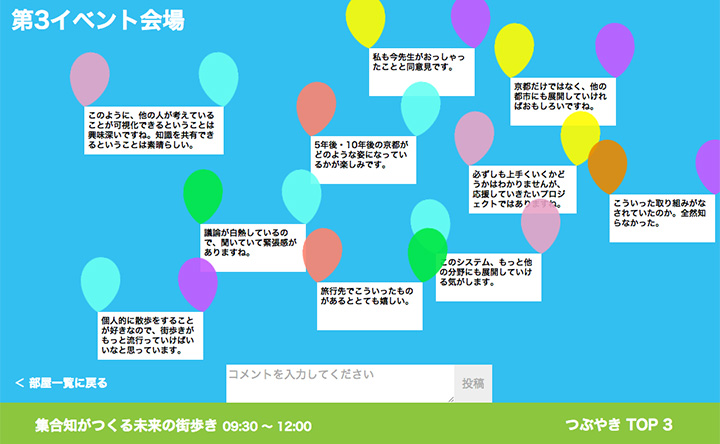 第3イベント会場
私も今先生がおっしゃっ
たことと同意見です。
京都だけではなく、他の
都市にも展開していけれ
ばおもしろいですね。
このように、他の人が考えている
ことが可視化できるということは
興味深いですね。知識を共有でき
るということは素晴らしい。
5年後・10年後の京都が
どのような姿になってい
るかが楽しみです。
必ずしも上手くいくかど
うかはわかりませんが、
応援していきたいプロジ
ェクトではありますね。
こういった取り組みがな
されていたのか。全然知
らなかった。
議論が白熱しているの
で、聞いていて緊張感が
ありますね。
このシステム、もっと他
の分野にも展開していけ
る気がします。
旅行先でこういったもの
があるととても嬉しい。
個人的に散歩をすること
が好きなので、街歩きが
もっと流行っていけばい
いなと思っています。
＜ 部屋一覧に戻る
コメントを入力してください
投稿
集合知がつくる未来の街歩き 09:30 〜 12:00
つぶやき TOP 3